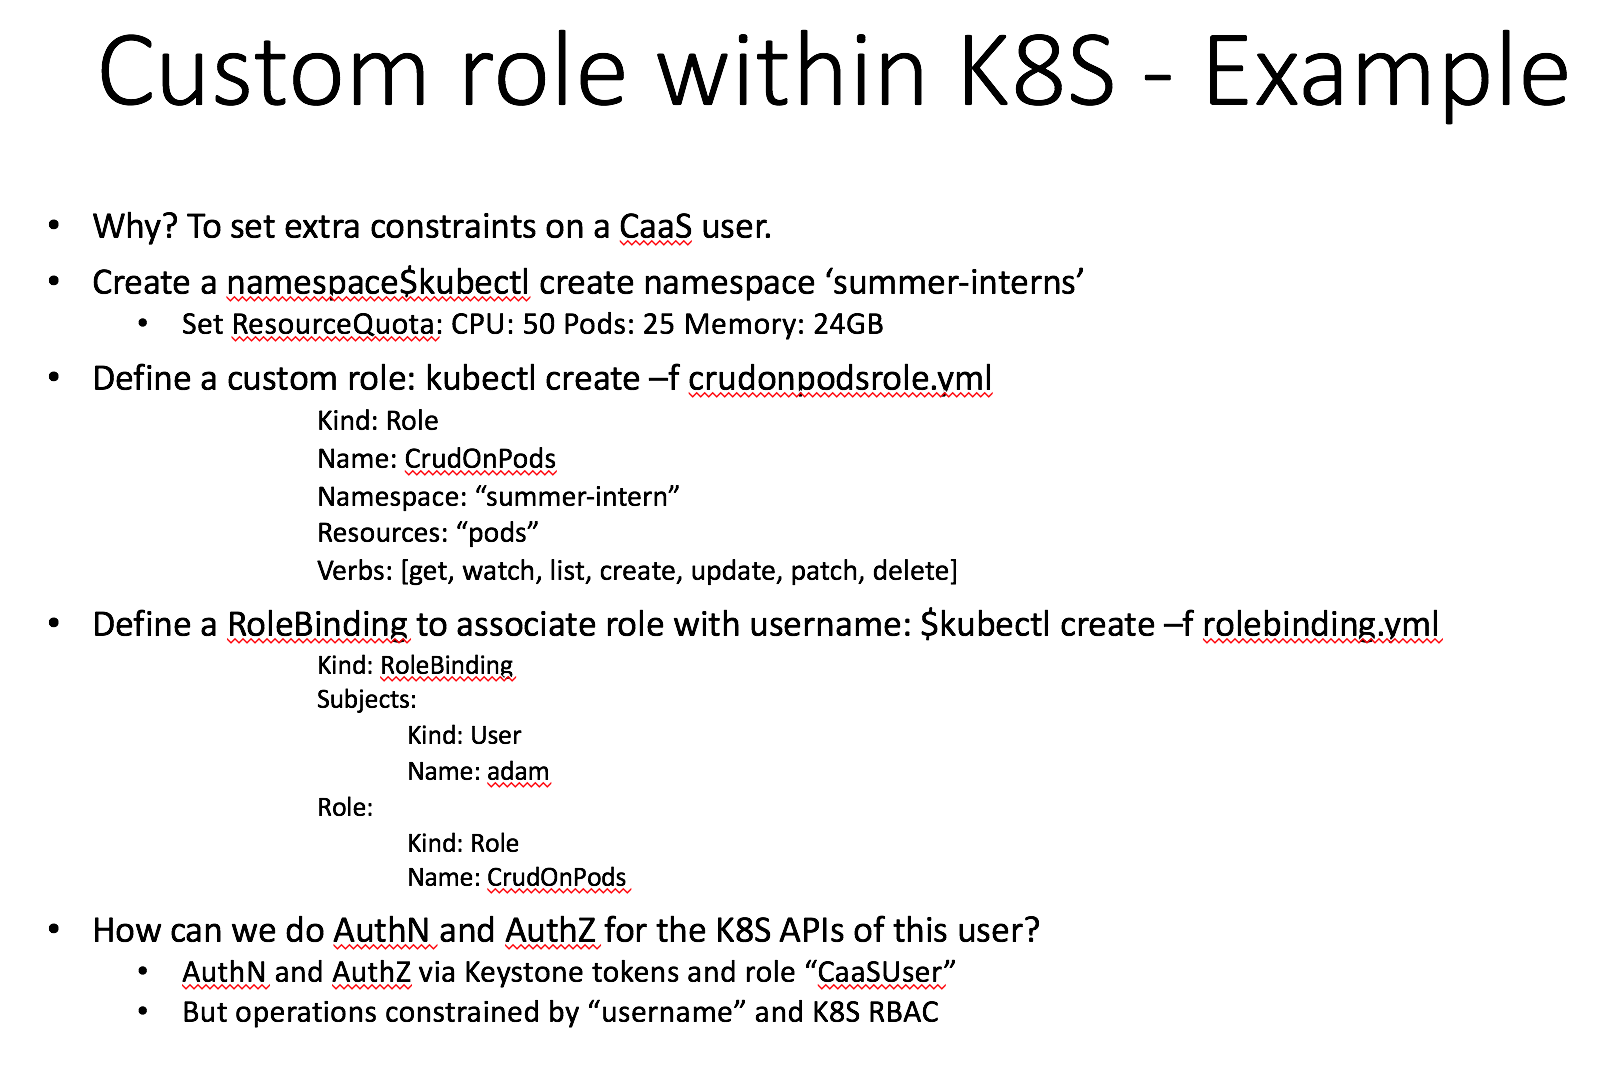 Custom role within K8S - Example
• Why? To set extra constraints on a CaaS user.
• Create a namespace$kubectl create namespace ‘summer-interns’
• Set ResourceQuota: CPU: 50 Pods: 25 Memory: 24GB
• Define a custom role: kubectl create –f crudonpodsrole.yml
Kind: Role
Name: CrudOnPods
Namespace: “summer-intern”
Resources: “pods”
Verbs: [get, watch, list, create, update, patch, delete]
• Define a RoleBinding to associate role with username: $kubectl create –f rolebinding.yml
Kind: RoleBinding
Subjects:
Kind: User
Name: adam
Role:
Kind: Role
Name: CrudOnPods
• How can we do AuthN and AuthZ for the K8S APIs of this user?
• AuthN and AuthZ via Keystone tokens and role “CaaSUser”
• But operations constrained by “username” and K8S RBAC